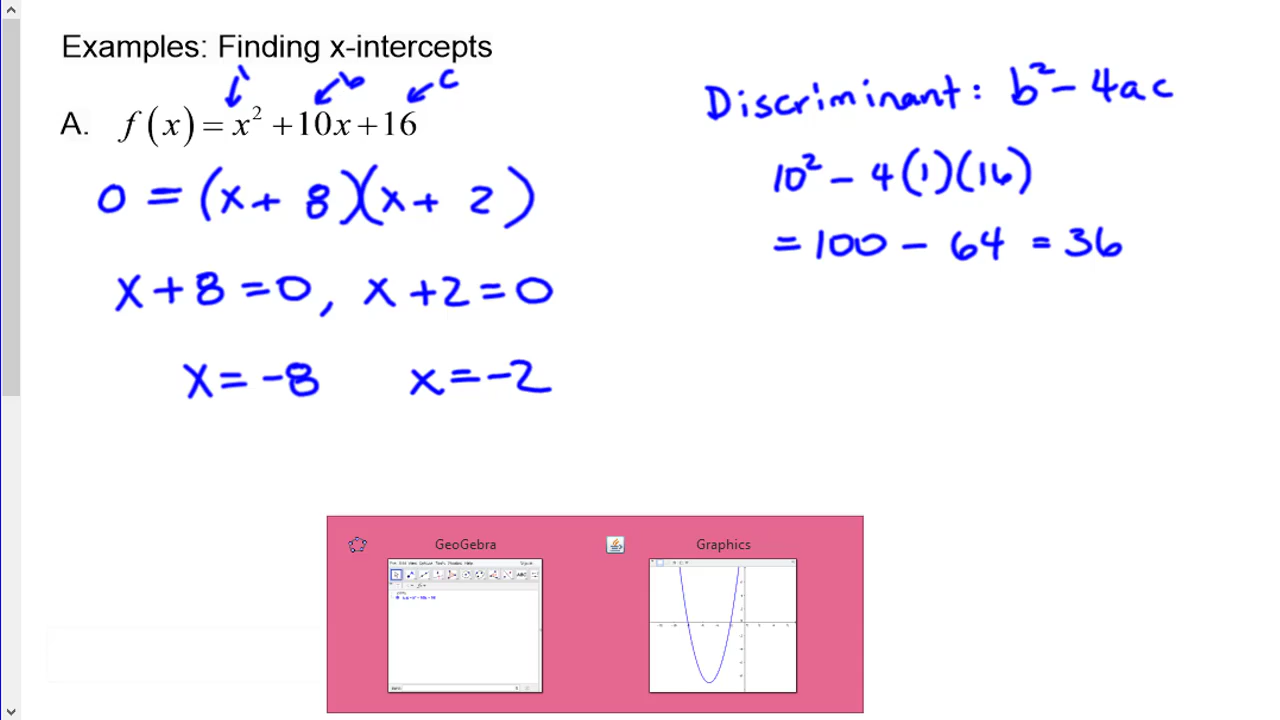 Examples: Finding x-intercepts
b
c
A. f(x) = x² + 10x + 16
0 = (x + 8)(x + 2)
x + 8 = 0, x + 2 = 0
x = -8 x = -2
Discriminant: b² - 4ac
10² - 4(1)(16)
= 100 - 64 = 36
GeoGebra
Graphics